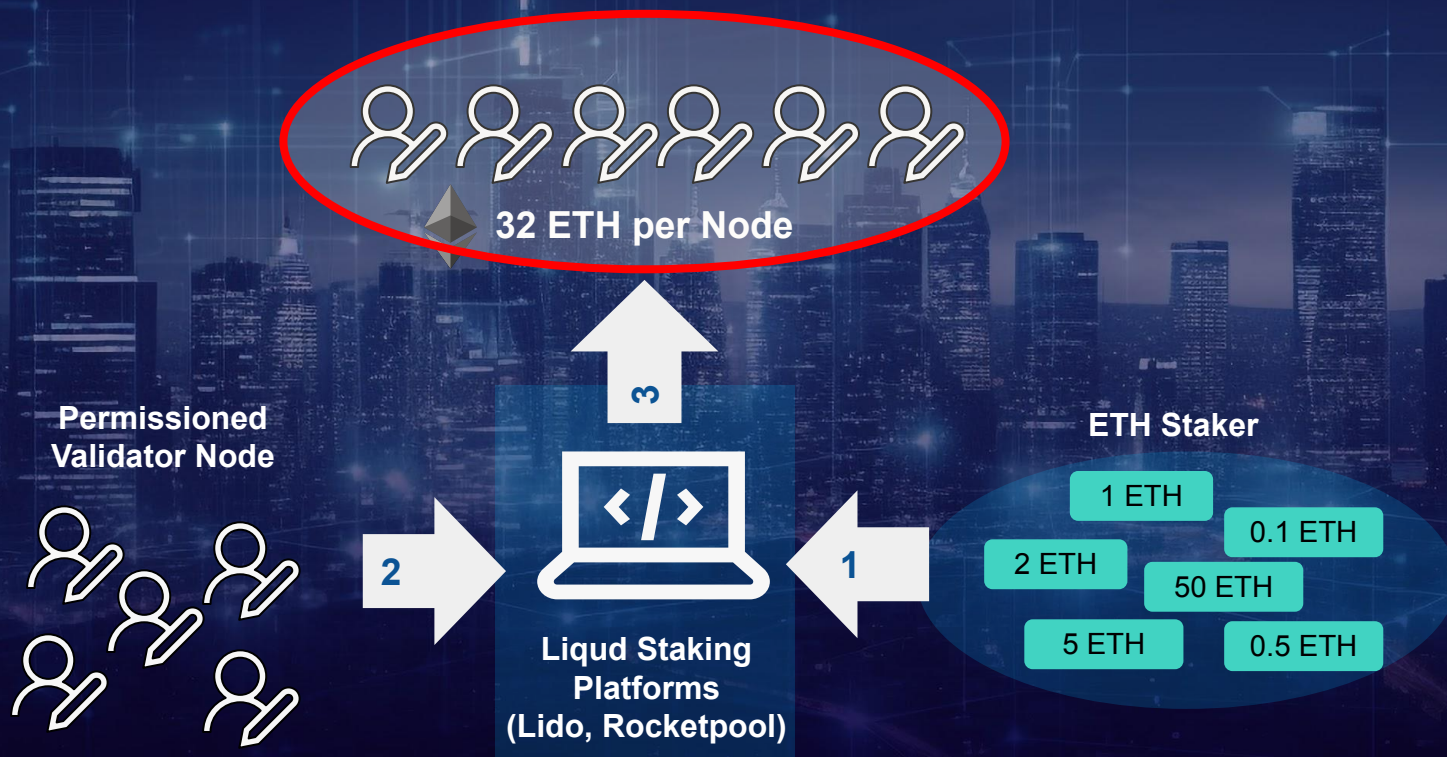 32 ETH per Node
3
Permissioned
Validator Node
ETH Staker
1 ETH
0.1 ETH
2 ETH
50 ETH
5 ETH
0.5 ETH
2
</>
1
Liqud Staking
Platforms
(Lido, Rocketpool)